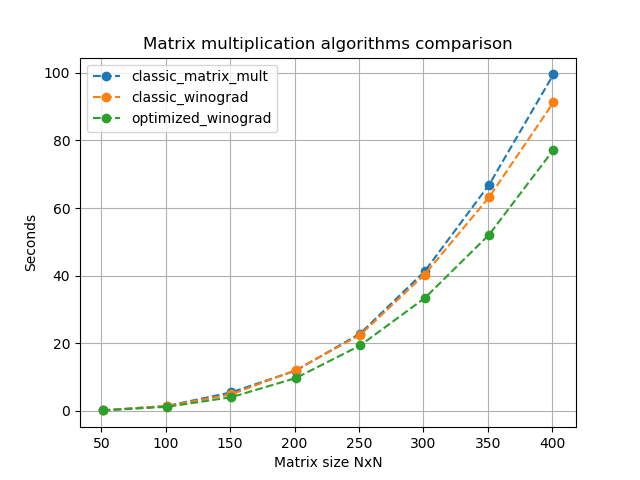 Matrix multiplication algorithms comparison
classic_matrix_mult
classic_winograd
optimized_winograd
Seconds
100
80
60
40
20
0
50 100 150 200 250 300 350 400
Matrix size NxN